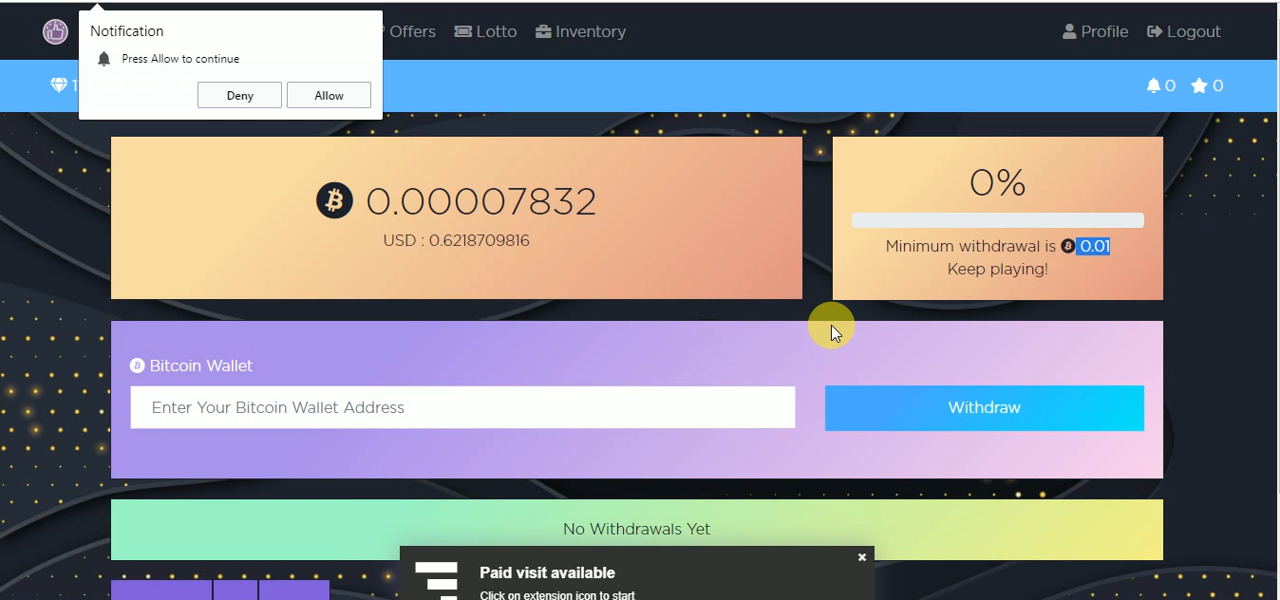 Notification
Press Allow to continue
Deny
Allow
Offers
Lotto
Inventory
Profile
Logout
0
0
0.00007832
USD : 0.6218709816
0%
Minimum withdrawal is 0.01
Keep playing!
Bitcoin Wallet
Enter Your Bitcoin Wallet Address
Withdraw
No Withdrawals Yet
Paid visit available
Click on extension icon to start